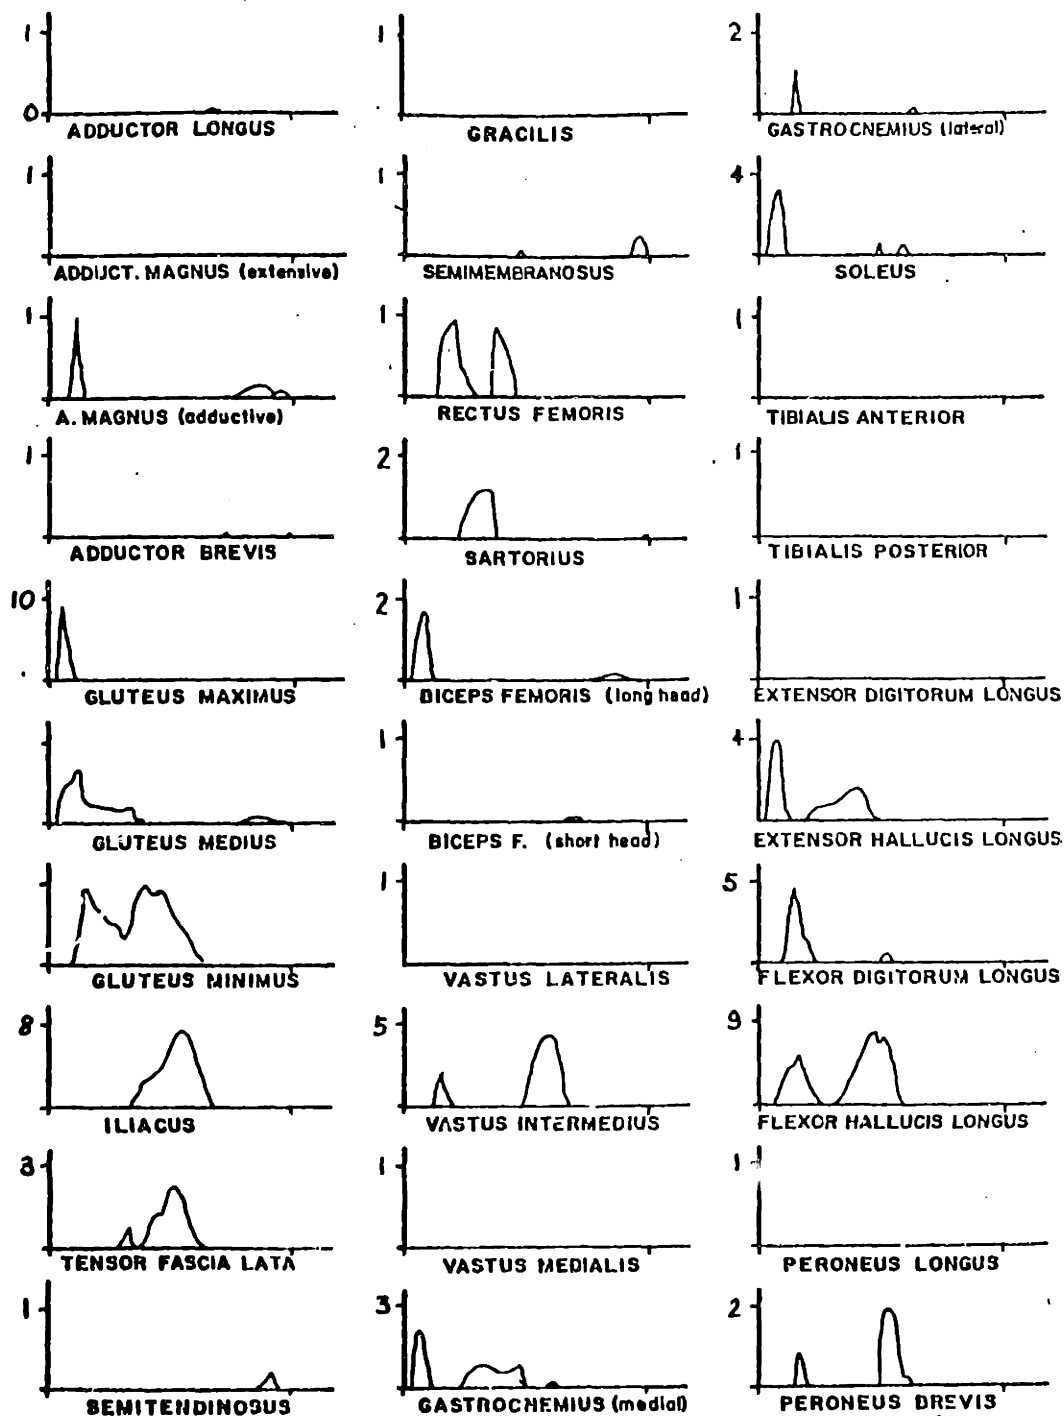 1 1 2
0
ADDUCTOR LONGUS GRACILIS GASTROCNEMIUS (lateral)
1 1 4
ADDUCT. MAGNUS (extensive) SEMIMEMBRANOSUS SOLEUS
1 1 1
A. MAGNUS (adductive) RECTUS FEMORIS TIBIALIS ANTERIOR
1 2 1
ADDUCTOR BREVIS SARTORIUS TIBIALIS POSTERIOR
10 2 1
GLUTEUS MAXIMUS BICEPS FEMORIS (long head) EXTENSOR DIGITORUM LONGUS
1 4
GLUTEUS MEDIUS BICEPS F. (short head) EXTENSOR HALLUCIS LONGUS
1 5
GLUTEUS MINIMUS VASTUS LATERALIS FLEXOR DIGITORUM LONGUS
8 5 9
ILIACUS VASTUS INTERMEDIUS FLEXOR HALLUCIS LONGUS
3 1 1
TENSOR FASCIA LATA VASTUS MEDIALIS PERONEUS LONGUS
1 3 2
SEMITENDINOSUS GASTROCHEMIUS (medial) PERONEUS BREVIS